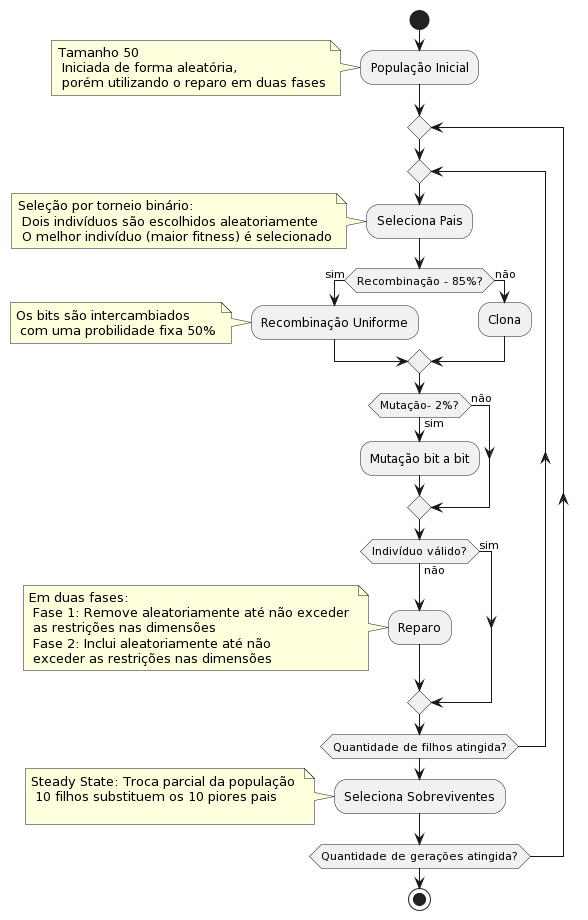 Tamanho 50
Iniciada de forma aleatória,
porém utilizando o reparo em duas fases
População Inicial
Seleção por torneio binário:
Dois indivíduos são escolhidos aleatoriamente
O melhor indivíduo (maior fitness) é selecionado
Seleciona Pais
sim
Recombinação - 85%?
não
Os bits são intercambiados
com uma probilidade fixa 50%
Recombinação Uniforme
Clona
Mutação- 2%?
não
sim
Mutação bit a bit
Indivíduo válido?
sim
não
Em duas fases:
Fase 1: Remove aleatoriamente até não exceder
as restrições nas dimensões
Fase 2: Inclui aleatoriamente até não
exceder as restrições nas dimensões
Reparo
Quantidade de filhos atingida?
Steady State: Troca parcial da população
10 filhos substituem os 10 piores pais
Seleciona Sobreviventes
Quantidade de gerações atingida?